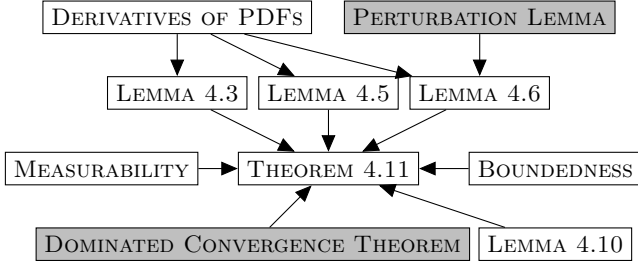 Derivatives of PDFs
Perturbation Lemma
Lemma 4.3
Lemma 4.5
Lemma 4.6
Measurability
Theorem 4.11
Boundedness
Dominated Convergence Theorem
Lemma 4.10